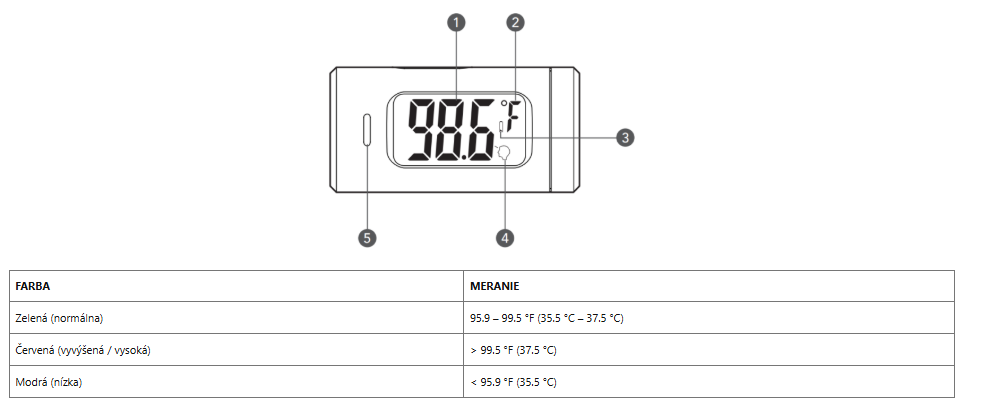 1 2
98.6 °F
3
5 4
FARBA MERANIE
Zelená (normálna) 95.9 – 99.5 °F (35.5 °C – 37.5 °C)
Červená (vyvýšená / vysoká) > 99.5 °F (37.5 °C)
Modrá (nízka) < 95.9 °F (35.5 °C)